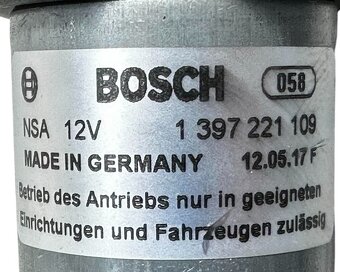 BOSCH 058
NSA 12V 1 397 221 109
MADE IN GERMANY 12.05.17 F
Betrieb des Antriebs nur in geeigneten
Einrichtungen und Fahrzeugen zulässig